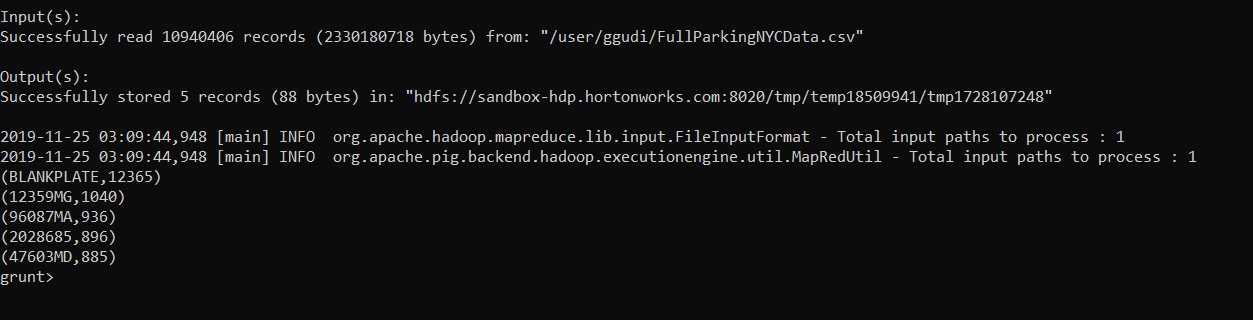 Input(s):
Successfully read 10940406 records (2330180718 bytes) from: "/user/ggudi/FullParkingNYCData.csv"
Output(s):
Successfully stored 5 records (88 bytes) in: "hdfs://sandbox-hdp.hortonworks.com:8020/tmp/temp18509941/tmp1728107248"
2019-11-25 03:09:44,948 [main] INFO  org.apache.hadoop.mapreduce.lib.input.FileInputFormat - Total input paths to process : 1
2019-11-25 03:09:44,948 [main] INFO  org.apache.pig.backend.hadoop.executionengine.util.MapRedUtil - Total input paths to process : 1
(BLANKPLATE,12365)
(12359MG,1040)
(96087MA,936)
(2028685,896)
(47603MD,885)
grunt>